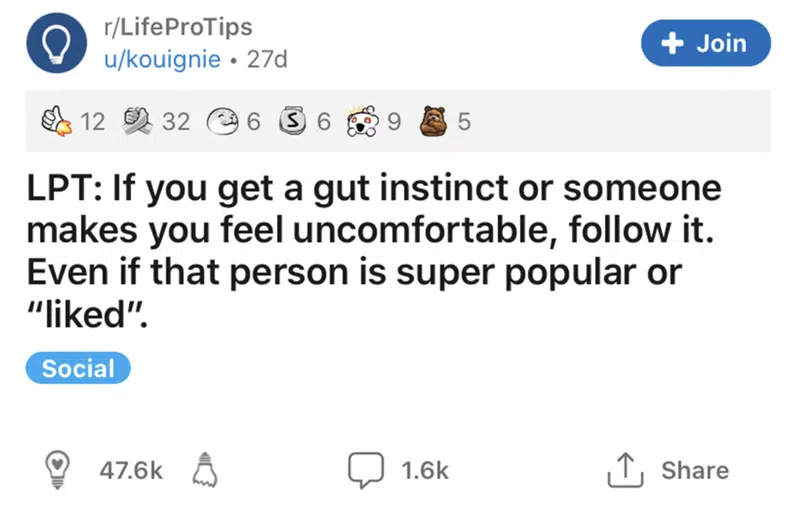 r/LifeProTips
u/kouignie • 27d
+ Join
12 32 6 S 6 9 5
LPT: If you get a gut instinct or someone
makes you feel uncomfortable, follow it.
Even if that person is super popular or
“liked”.
Social
47.6k 1.6k Share